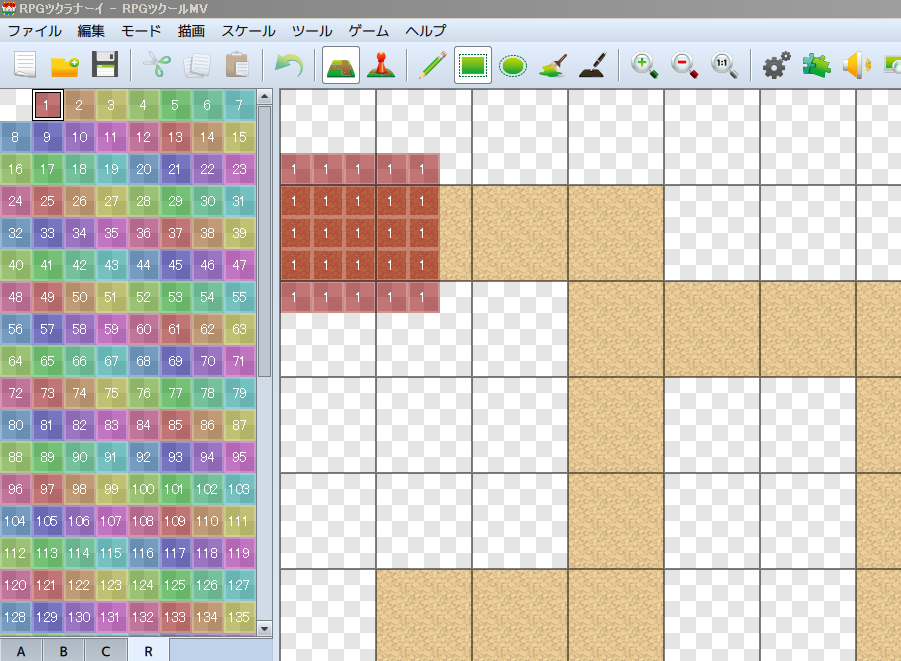 RPGツクラナーイ - RPGツクールMV
ファイル 編集 モード 描画 スケール ツール ゲーム ヘルプ
1:1
1 2 3 4 5 6 7
8 9 10 11 12 13 14 15
16 17 18 19 20 21 22 23
24 25 26 27 28 29 30 31
32 33 34 35 36 37 38 39
40 41 42 43 44 45 46 47
48 49 50 51 52 53 54 55
56 57 58 59 60 61 62 63
64 65 66 67 68 69 70 71
72 73 74 75 76 77 78 79
80 81 82 83 84 85 86 87
88 89 90 91 92 93 94 95
96 97 98 99 100 101 102 103
104 105 106 107 108 109 110 111
112 113 114 115 116 117 118 119
120 121 122 123 124 125 126 127
128 129 130 131 132 133 134 135
A B C R
1 1 1 1 1
1 1 1 1 1
1 1 1 1 1
1 1 1 1 1
1 1 1 1 1